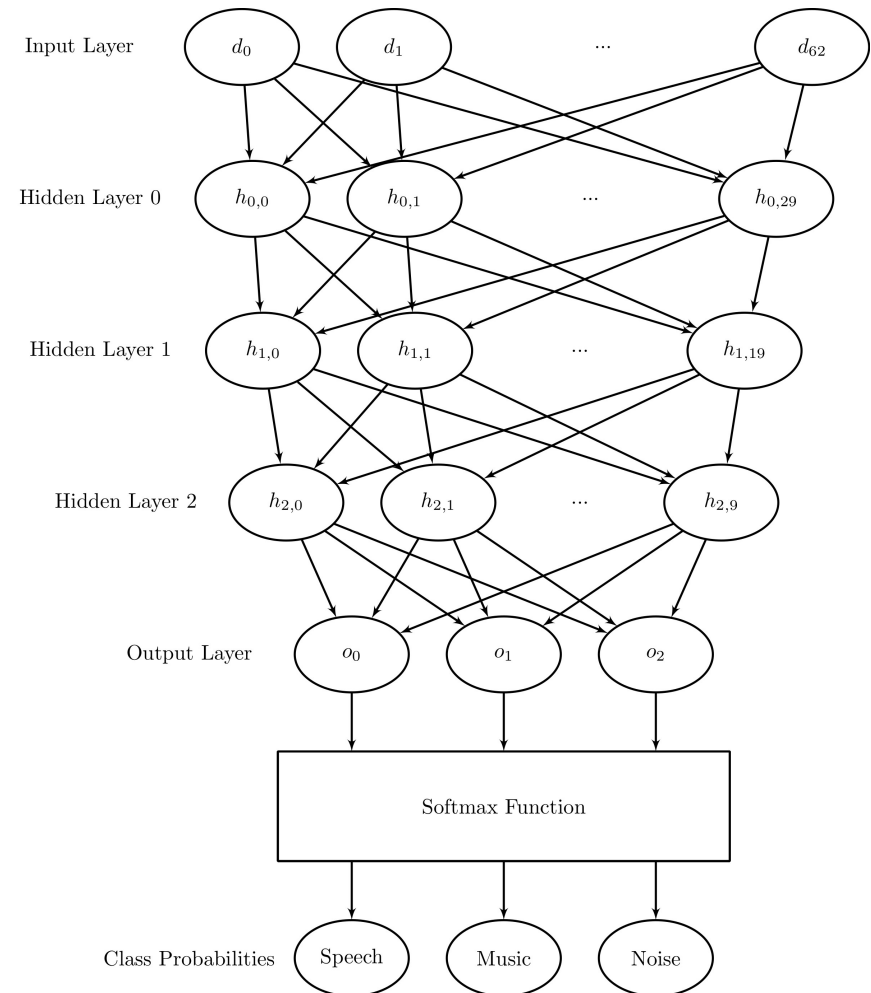 Input Layer d0 d1 ... d62
Hidden Layer 0 h0,0 h0,1 ... h0,29
Hidden Layer 1 h1,0 h1,1 ... h1,19
Hidden Layer 2 h2,0 h2,1 ... h2,9
Output Layer o0 o1 o2
Softmax Function
Class Probabilities Speech Music Noise